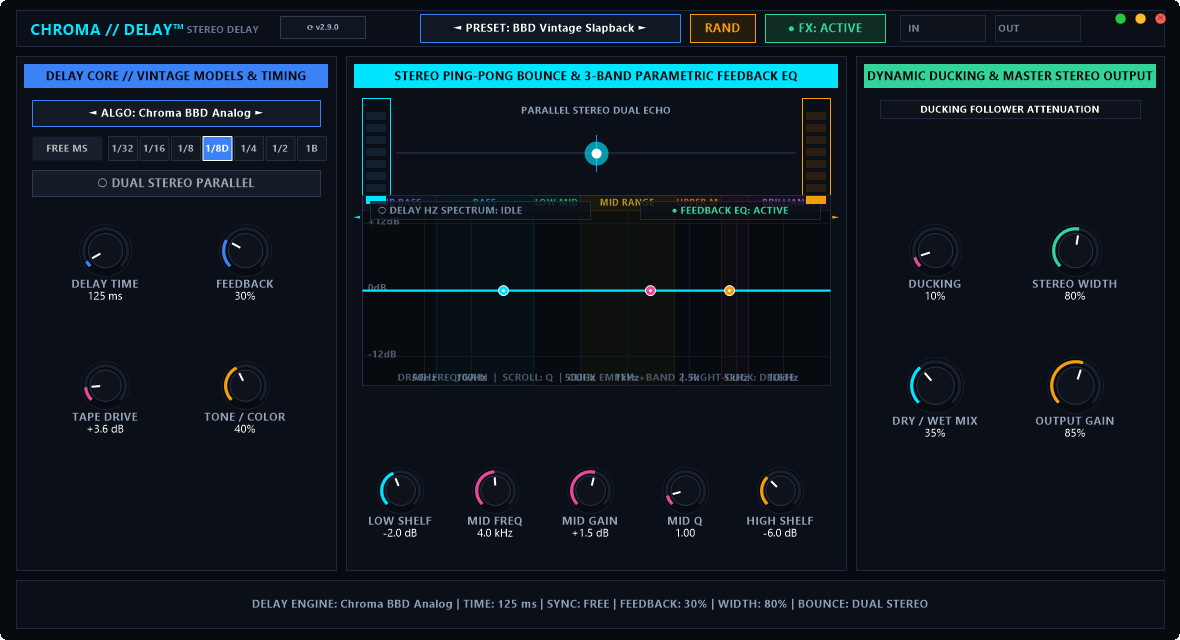 CHROMA // DELAY™ STEREO DELAY
⟳ v2.9.0
◄ PRESET: BBD Vintage Slapback ►
RAND
● FX: ACTIVE
IN
OUT
DELAY CORE // VINTAGE MODELS & TIMING
◄ ALGO: Chroma BBD Analog ►
FREE MS
1/32
1/16
1/8
1/8D
1/4
1/2
1B
○ DUAL STEREO PARALLEL
DELAY TIME
125 ms
FEEDBACK
30%
TAPE DRIVE
+3.6 dB
TONE / COLOR
40%
STEREO PING-PONG BOUNCE & 3-BAND PARAMETRIC FEEDBACK EQ
PARALLEL STEREO DUAL ECHO
MID RANGE
○ DELAY HZ SPECTRUM: IDLE
● FEEDBACK EQ: ACTIVE
+12dB
0dB
-12dB
| SCROLL: Q |
LOW SHELF
-2.0 dB
MID FREQ
4.0 kHz
MID GAIN
+1.5 dB
MID Q
1.00
HIGH SHELF
-6.0 dB
DYNAMIC DUCKING & MASTER STEREO OUTPUT
DUCKING FOLLOWER ATTENUATION
DUCKING
10%
STEREO WIDTH
80%
DRY / WET MIX
35%
OUTPUT GAIN
85%
DELAY ENGINE: Chroma BBD Analog | TIME: 125 ms | SYNC: FREE | FEEDBACK: 30% | WIDTH: 80% | BOUNCE: DUAL STEREO